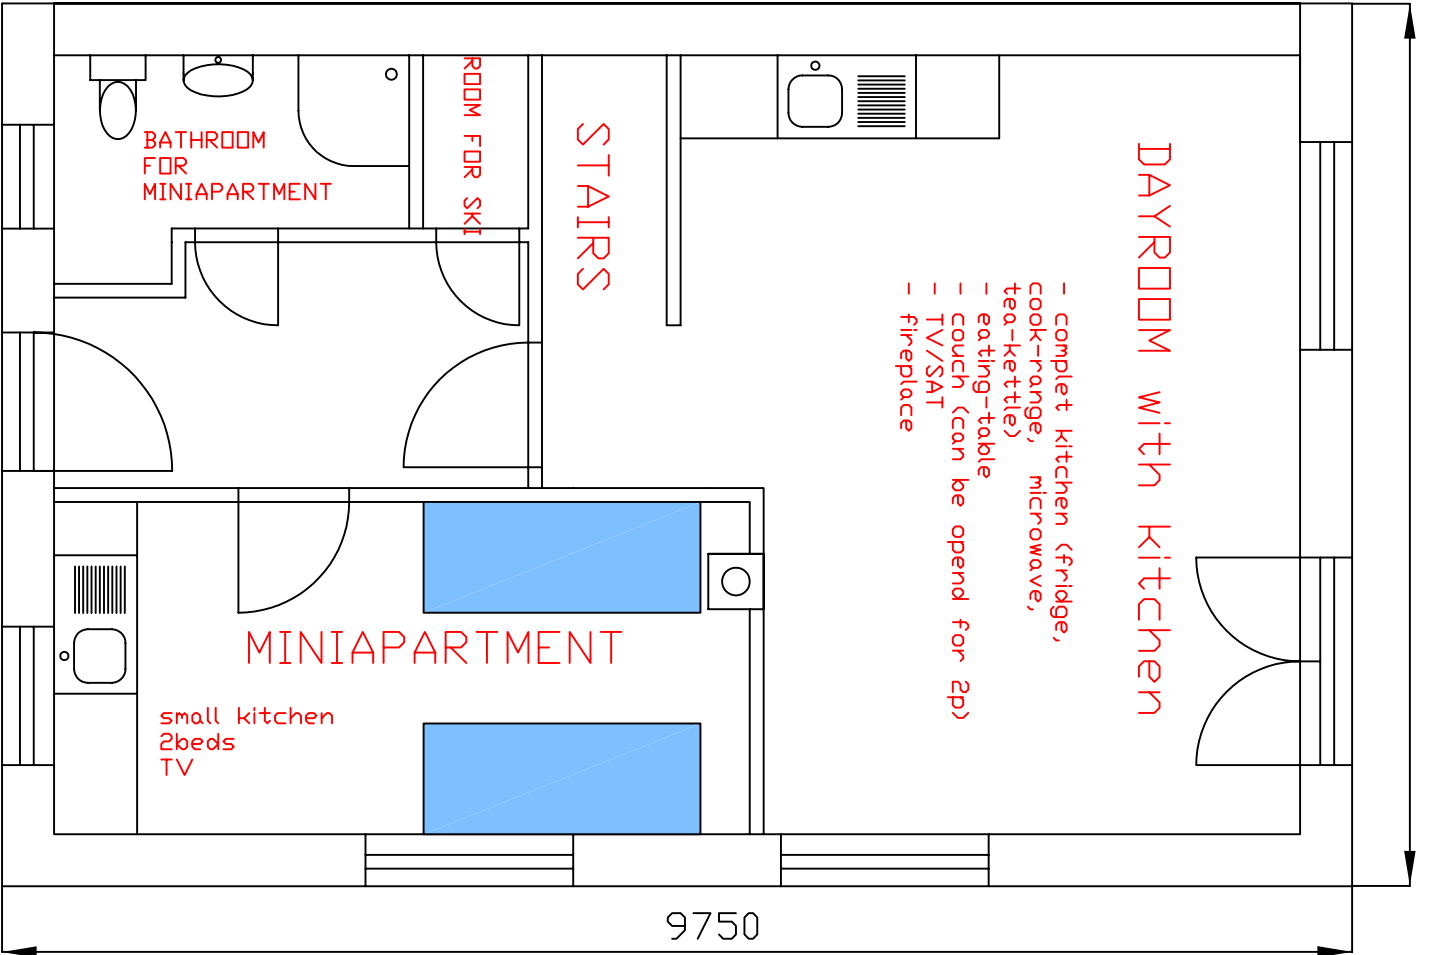 BATHROOM
FOR
MINIAPARTMENT
ROOM FOR SKI
STAIRS
DAYROOM with kitchen
- complet kitchen (fridge,
cook-range, microwave,
tea-kettle)
- eating-table
- couch (can be opend for 2p)
- TV/SAT
- fireplace
MINIAPARTMENT
small kitchen
2beds
TV
9750